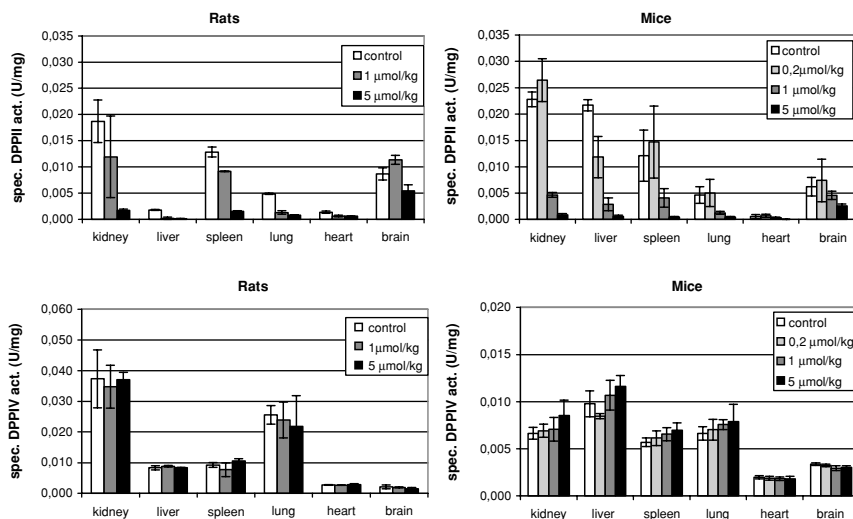 Rats
spec. DPPII act. (U/mg)
0,035
0,030
0,025
0,020
0,015
0,010
0,005
0,000
control
1 µmol/kg
5 µmol/kg
kidney liver spleen lung heart brain
Mice
spec. DPPII act. (U/mg)
0,035
0,030
0,025
0,020
0,015
0,010
0,005
0,000
control
0,2µmol/kg
1 µmol/kg
5 µmol/kg
kidney liver spleen lung heart brain
Rats
spec. DPPIV act. (U/mg)
0,060
0,050
0,040
0,030
0,020
0,010
0,000
control
1µmol/kg
5 µmol/kg
kidney liver spleen lung heart brain
Mice
spec. DPPIV act. (U/mg)
0,020
0,015
0,010
0,005
0,000
control
0,2 µmol/kg
1 µmol/kg
5 µmol/kg
kidney liver spleen lung heart brain